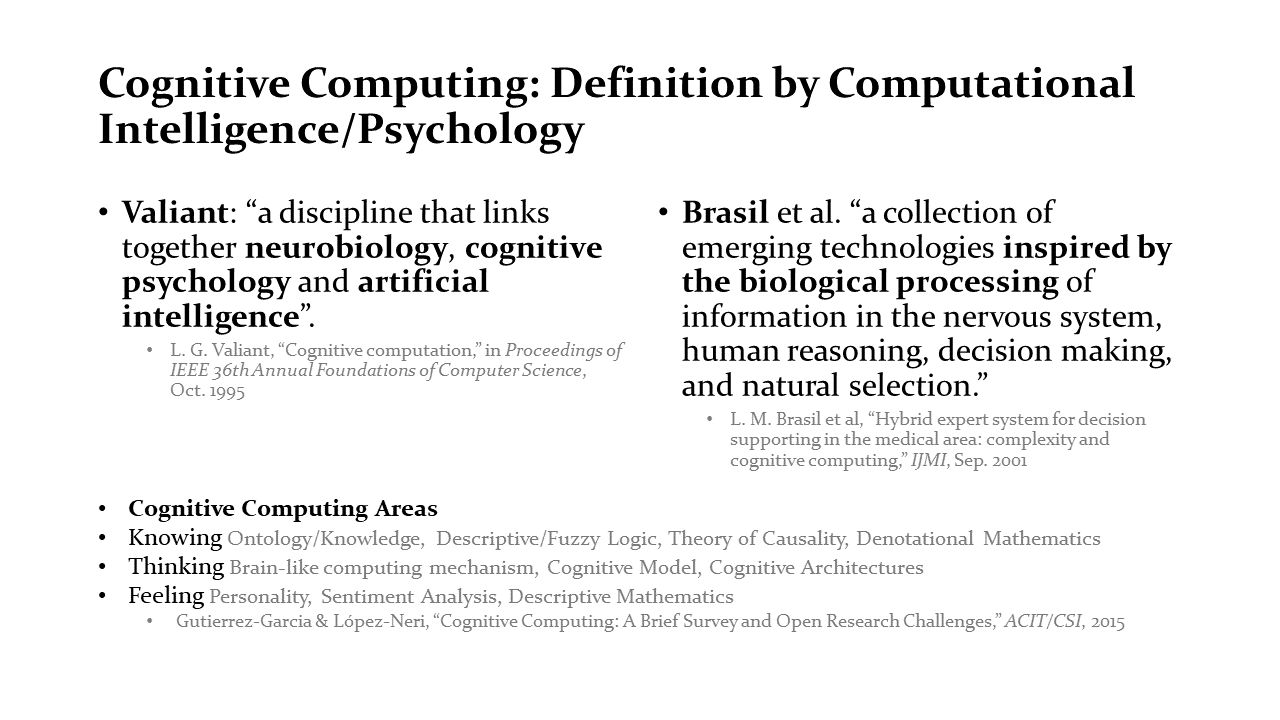 Cognitive Computing: Definition by Computational
Intelligence/Psychology
• Valiant: “a discipline that links
together neurobiology, cognitive
psychology and artificial
intelligence”.
• L. G. Valiant, “Cognitive computation,” in Proceedings of
IEEE 36th Annual Foundations of Computer Science,
Oct. 1995
• Brasil et al. “a collection of
emerging technologies inspired by
the biological processing of
information in the nervous system,
human reasoning, decision making,
and natural selection.”
• L. M. Brasil et al, “Hybrid expert system for decision
supporting in the medical area: complexity and
cognitive computing,” IJMI, Sep. 2001
• Cognitive Computing Areas
• Knowing Ontology/Knowledge, Descriptive/Fuzzy Logic, Theory of Causality, Denotational Mathematics
• Thinking Brain-like computing mechanism, Cognitive Model, Cognitive Architectures
• Feeling Personality, Sentiment Analysis, Descriptive Mathematics
• Gutierrez-Garcia & López-Neri, “Cognitive Computing: A Brief Survey and Open Research Challenges,” ACIT/CSI, 2015